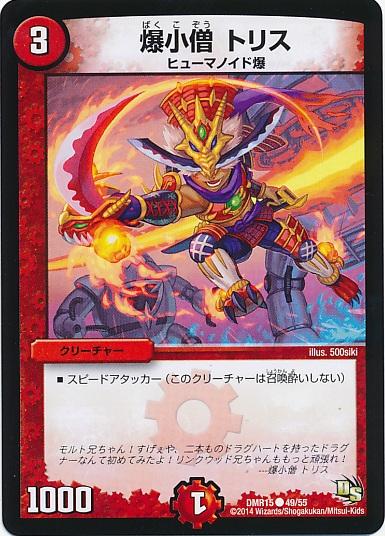 3
ばく こ ぞう
爆小僧 トリス
ヒューマノイド爆
illus. 500siki
クリーチャー
■ スピードアタッカー（このクリーチャーは召喚酔いしない）
しょうかん よ
モルト兄ちゃん！すげぇや、二本ものドラグハートを持ったドラグ
ナーなんて初めてみたよ！リンクウッド兄ちゃんももっと頑張れ！
---爆小僧 トリス
1000
1
DMR15 ● 49/55
©2014 Wizards/Shogakukan/Mitsui-Kids
DS